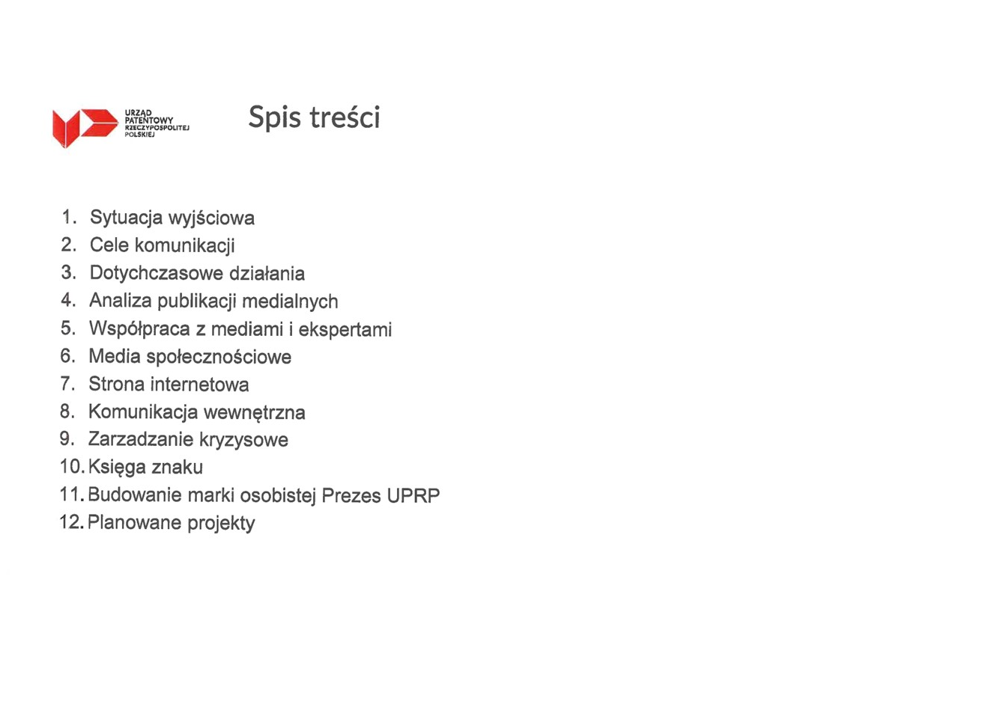 URZĄD
PATENTOWY
RZECZYPOSPOLITEJ
POLSKIEJ
Spis treści
1. Sytuacja wyjściowa
2. Cele komunikacji
3. Dotychczasowe działania
4. Analiza publikacji medialnych
5. Współpraca z mediami i ekspertami
6. Media społecznościowe
7. Strona internetowa
8. Komunikacja wewnętrzna
9. Zarzadzanie kryzysowe
10. Księga znaku
11. Budowanie marki osobistej Prezes UPRP
12. Planowane projekty